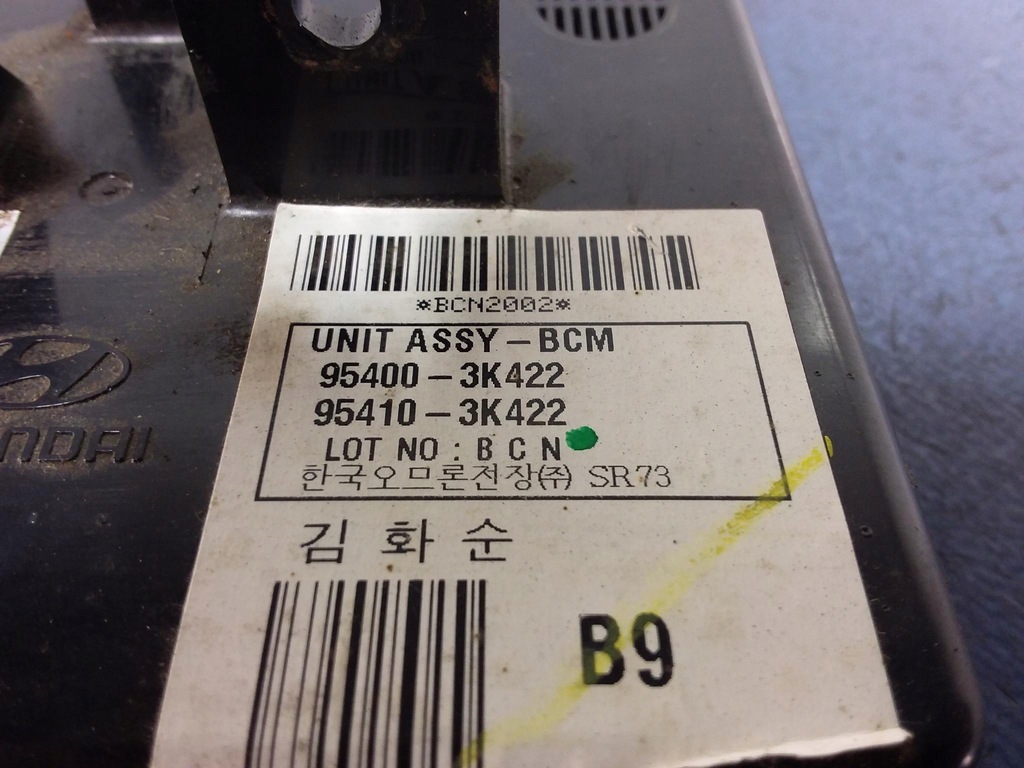 *BCN2002*
UNIT ASSY-BCM
95400-3K422
95410-3K422
LOT NO : B C N
한국오므론전장㈜ SR73
NDAI
김 화 순
B9